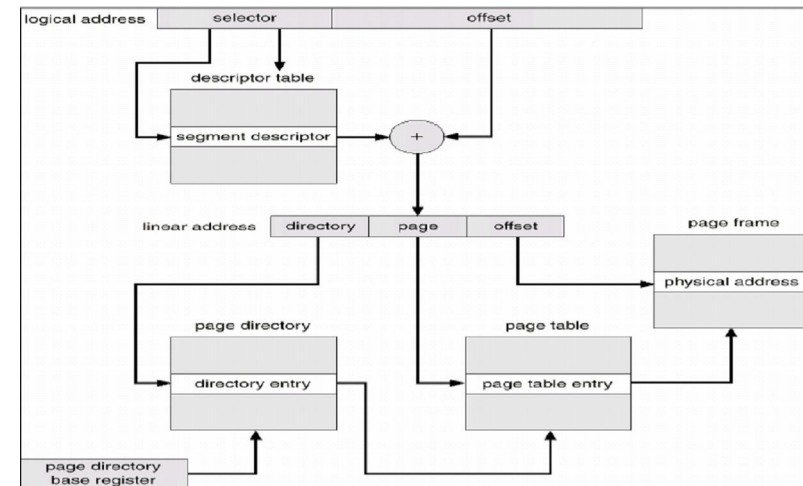 logical address selector offset
descriptor table
segment descriptor +
linear address directory page offset
page frame
physical address
page directory page table
directory entry page table entry
page directory
base register